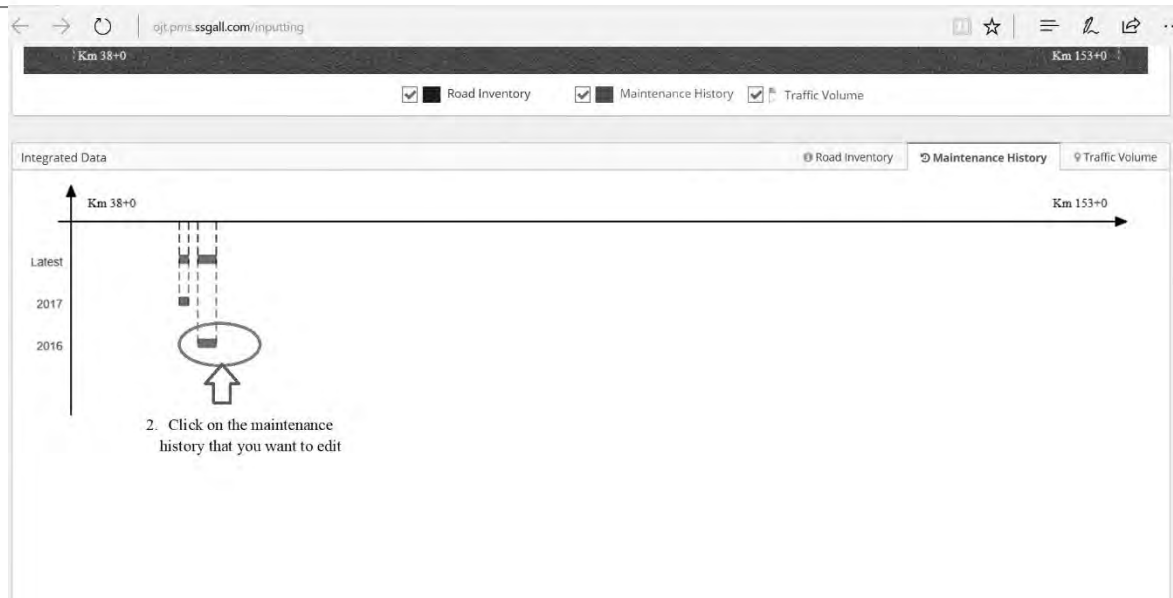 ojt.pms.ssgall.com/inputting
Km 38+0 Km 153+0
Road Inventory Maintenance History Traffic Volume
Integrated Data Road Inventory Maintenance History Traffic Volume
Km 38+0 Km 153+0
Latest
2017
2016
2. Click on the maintenance
history that you want to edit